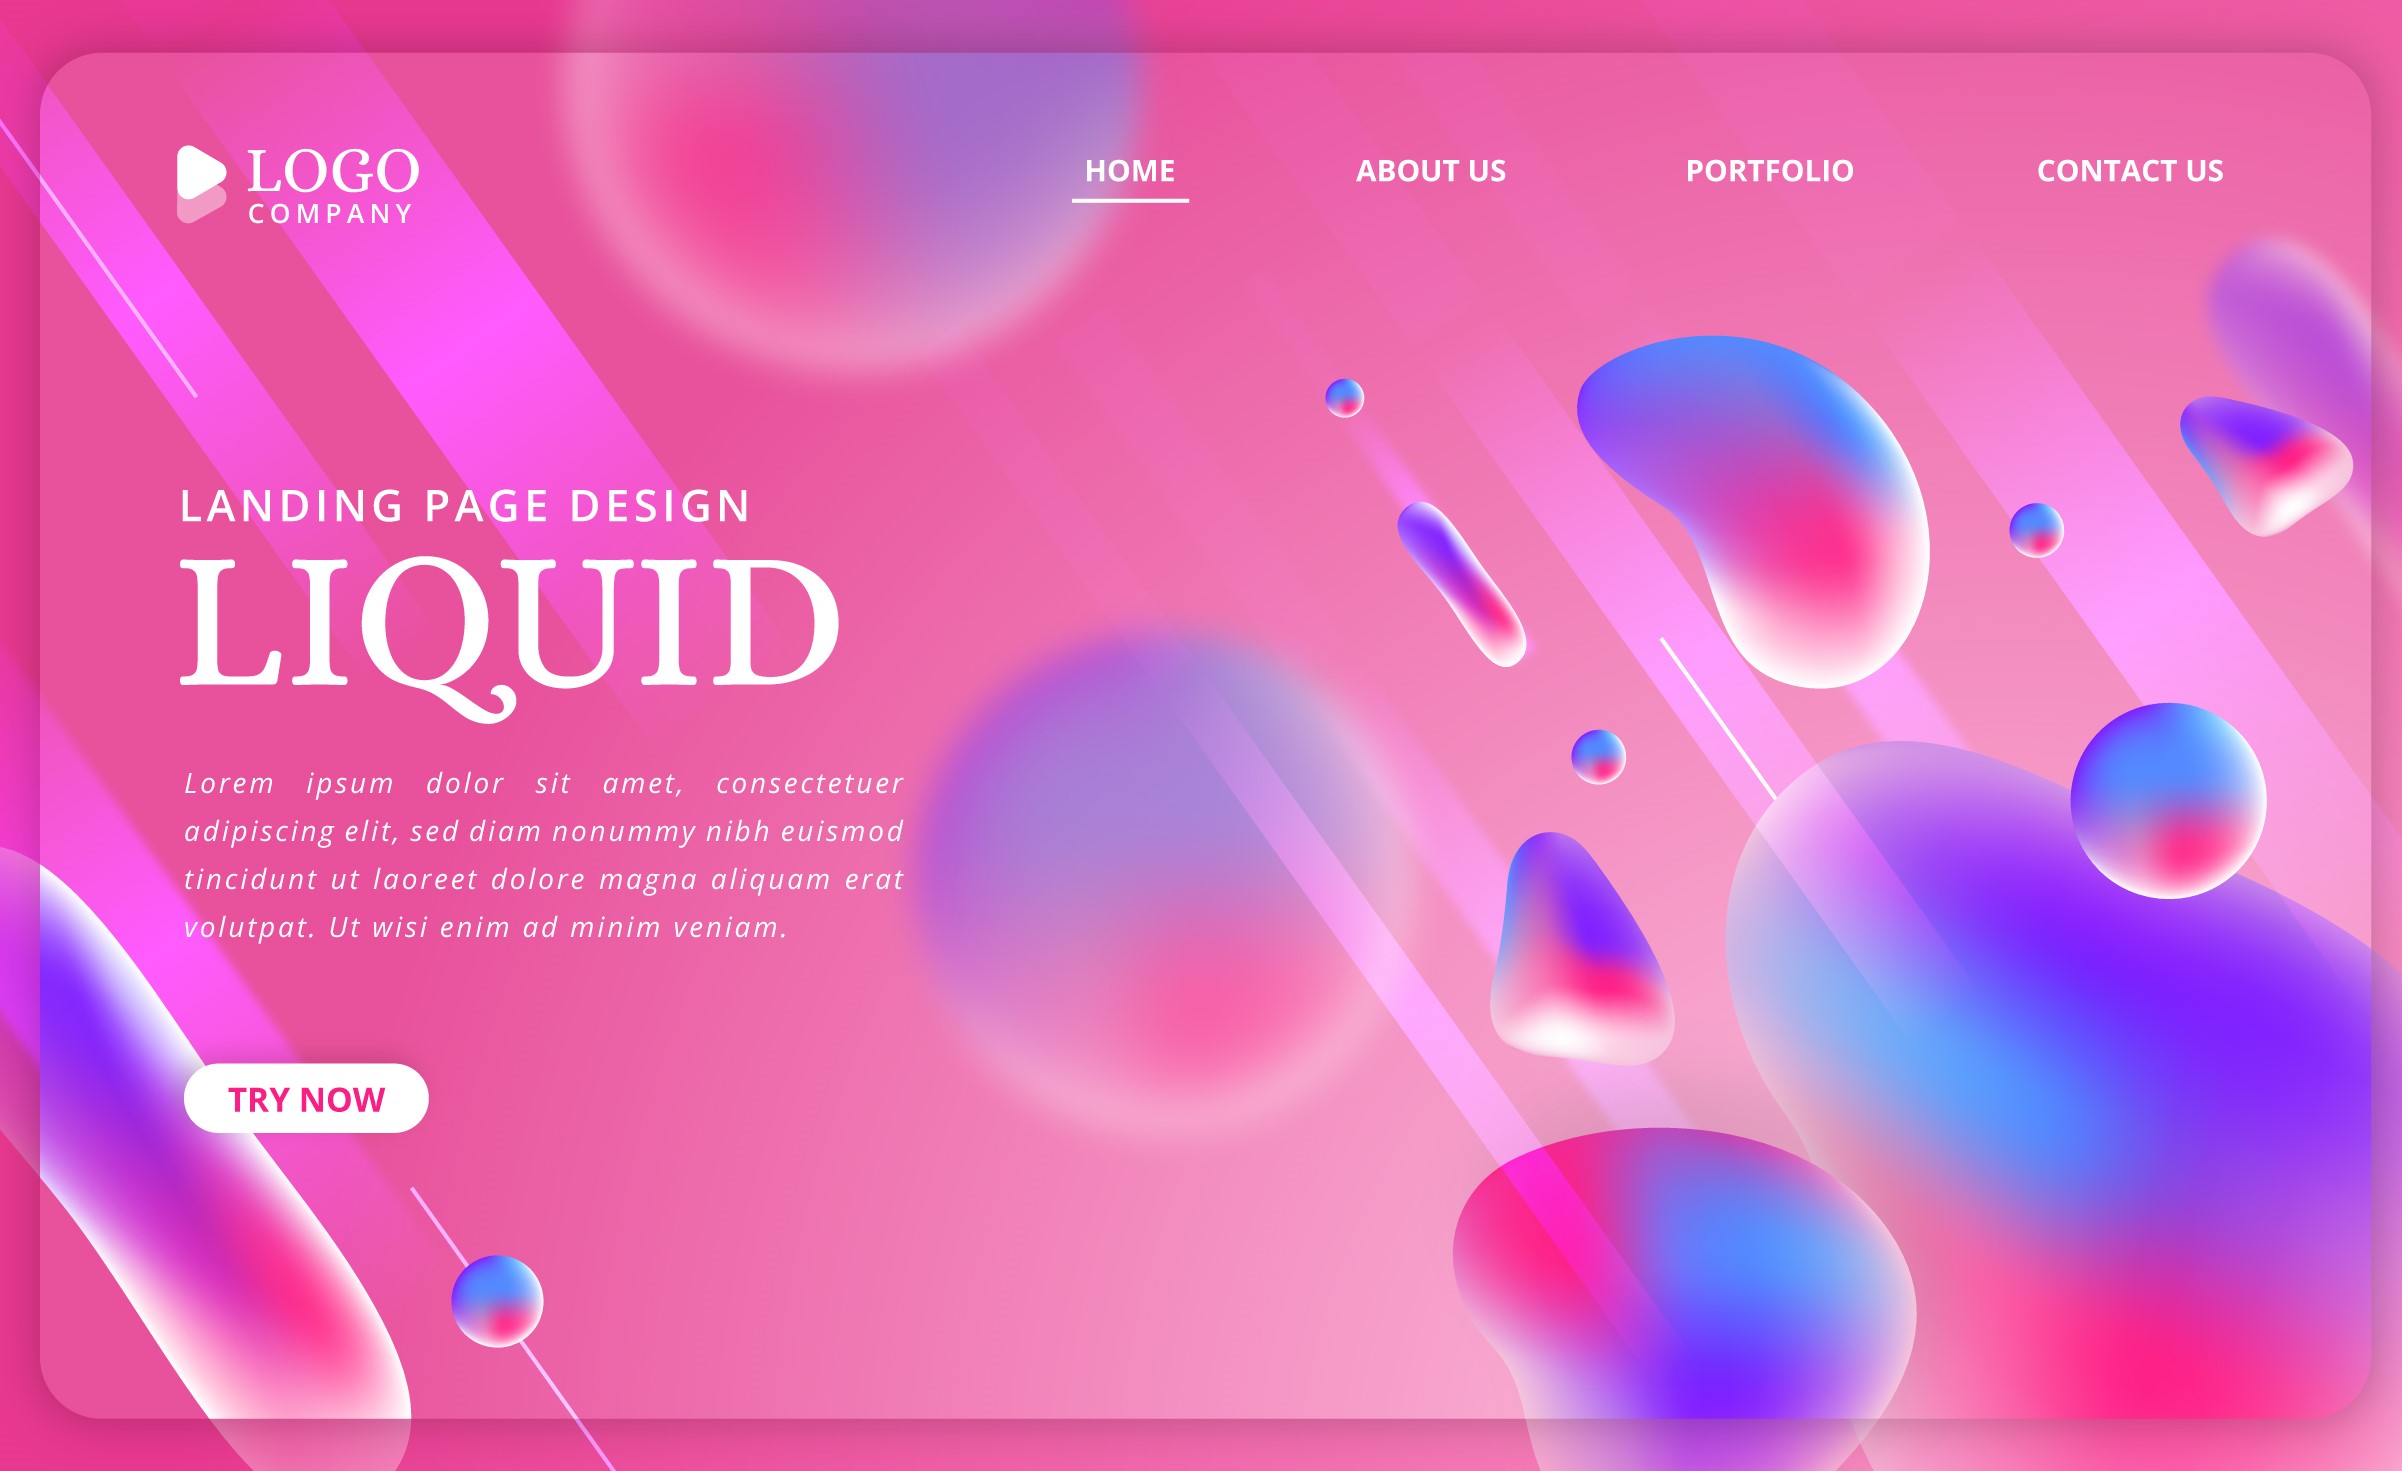 LOGO
COMPANY
HOME
ABOUT US
PORTFOLIO
CONTACT US
LANDING PAGE DESIGN
LIQUID
Lorem ipsum dolor sit amet, consectetuer
adipiscing elit, sed diam nonummy nibh euismod
tincidunt ut laoreet dolore magna aliquam erat
volutpat. Ut wisi enim ad minim veniam.
TRY NOW